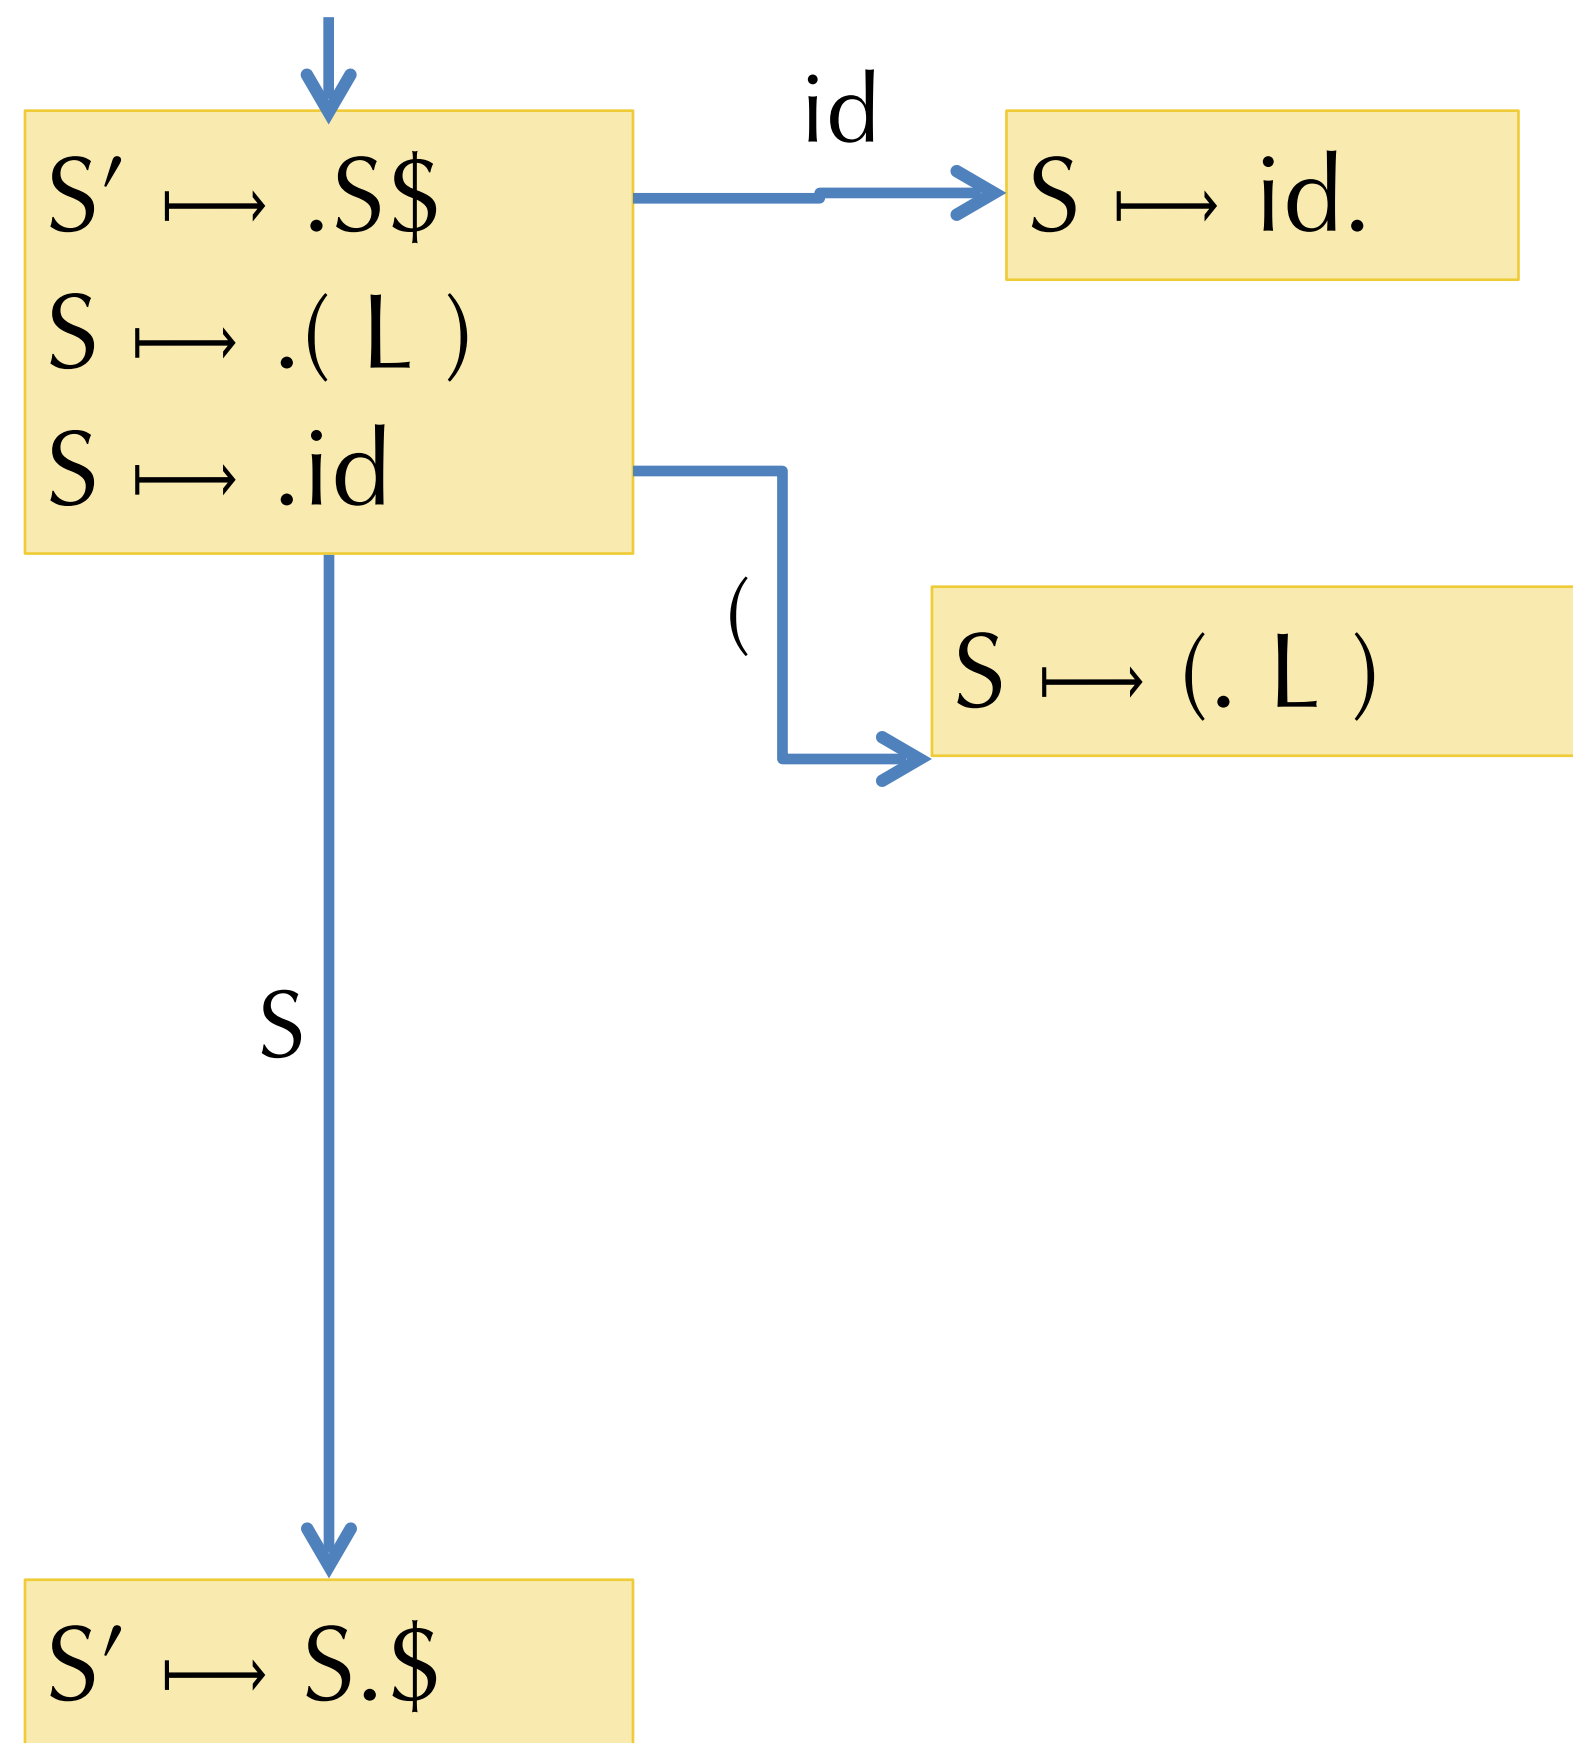 S′ ⟼ .S$
S ⟼ .( L )
S ⟼ .id
id
S ⟼ id.
(
S ⟼ (. L )
S
S′ ⟼ S.$